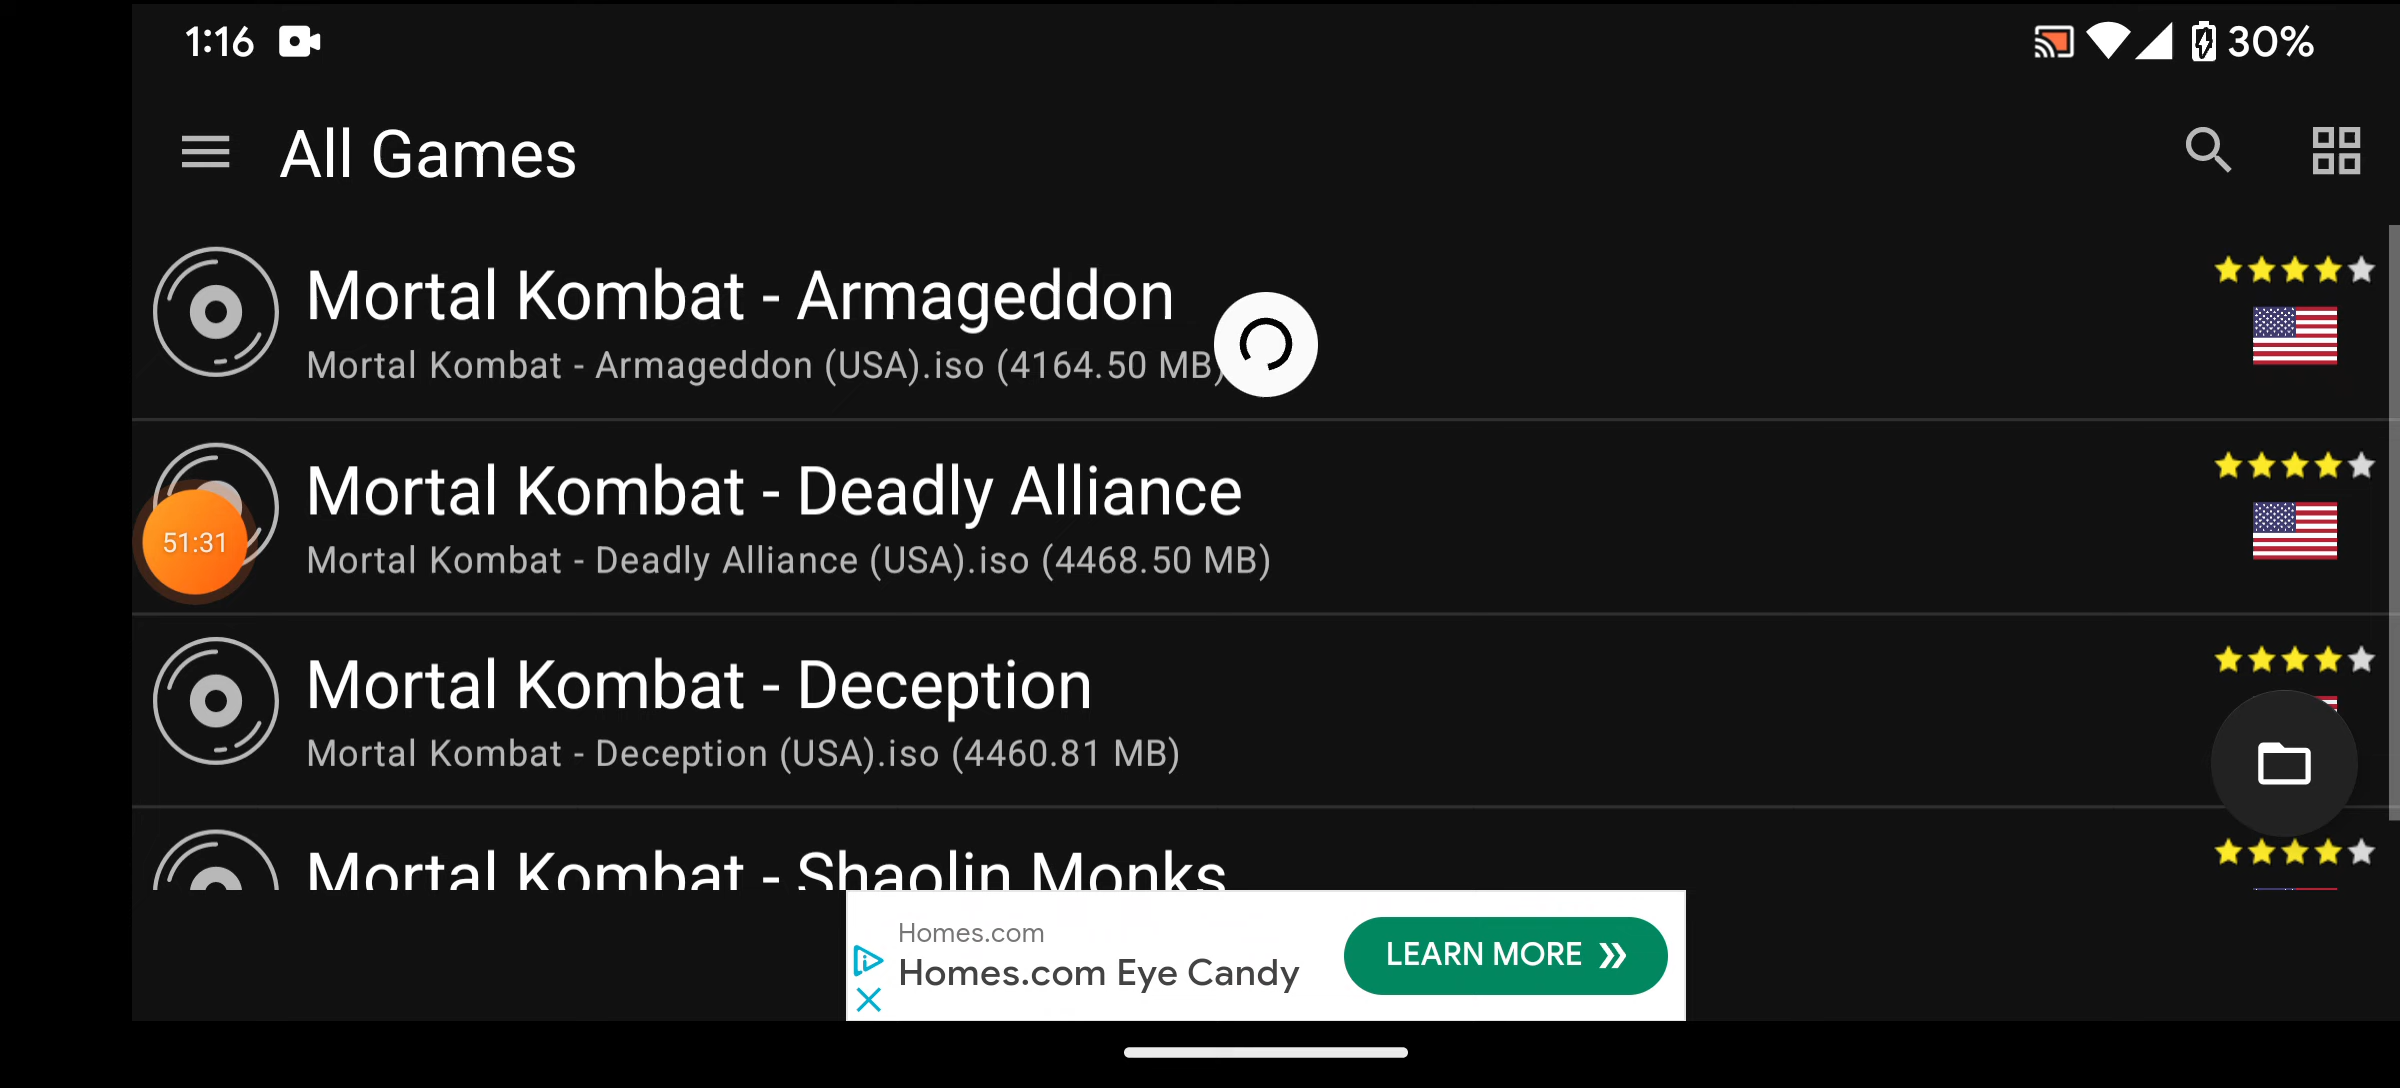 1:16
30%
All Games
Mortal Kombat - Armageddon
Mortal Kombat - Armageddon (USA).iso (4164.50 MB)
Mortal Kombat - Deadly Alliance
51:31
Mortal Kombat - Deadly Alliance (USA).iso (4468.50 MB)
Mortal Kombat - Deception
Mortal Kombat - Deception (USA).iso (4460.81 MB)
Mortal Kombat - Shaolin Monks
Homes.com
Homes.com Eye Candy
LEARN MORE